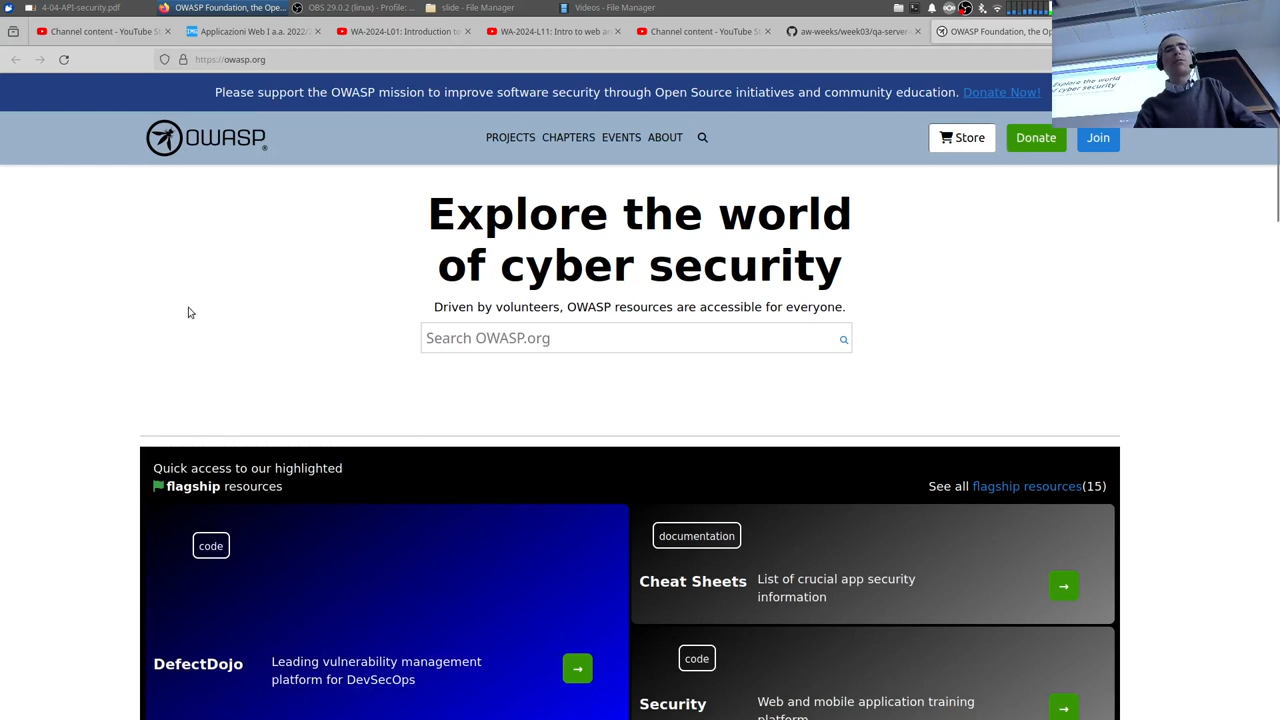 4-04-API-security.pdf
OWASP Foundation, the Ope...
OBS 29.0.2 (linux) - Profile: ...
slide - File Manager
Videos - File Manager
Channel content - YouTube S
Applicazioni Web I a.a. 2022/
WA-2024-L01: Introduction to
WA-2024-L11: Intro to web a
Channel content - YouTube S
aw-weeks/week03/qa-server-
OWASP Foundation, the Op
https://owasp.org
Please support the OWASP mission to improve software security through Open Source initiatives and community education. Donate Now!
OWASP
PROJECTS CHAPTERS EVENTS ABOUT
Store
Donate
Join
Explore the world
of cyber security
Driven by volunteers, OWASP resources are accessible for everyone.
Search OWASP.org
Quick access to our highlighted
flagship resources
See all flagship resources(15)
code
DefectDojo
Leading vulnerability management
platform for DevSecOps
→
documentation
Cheat Sheets
List of crucial app security
information
→
code
Security
Web and mobile application training
platform
→
Explore the world
of cyber security